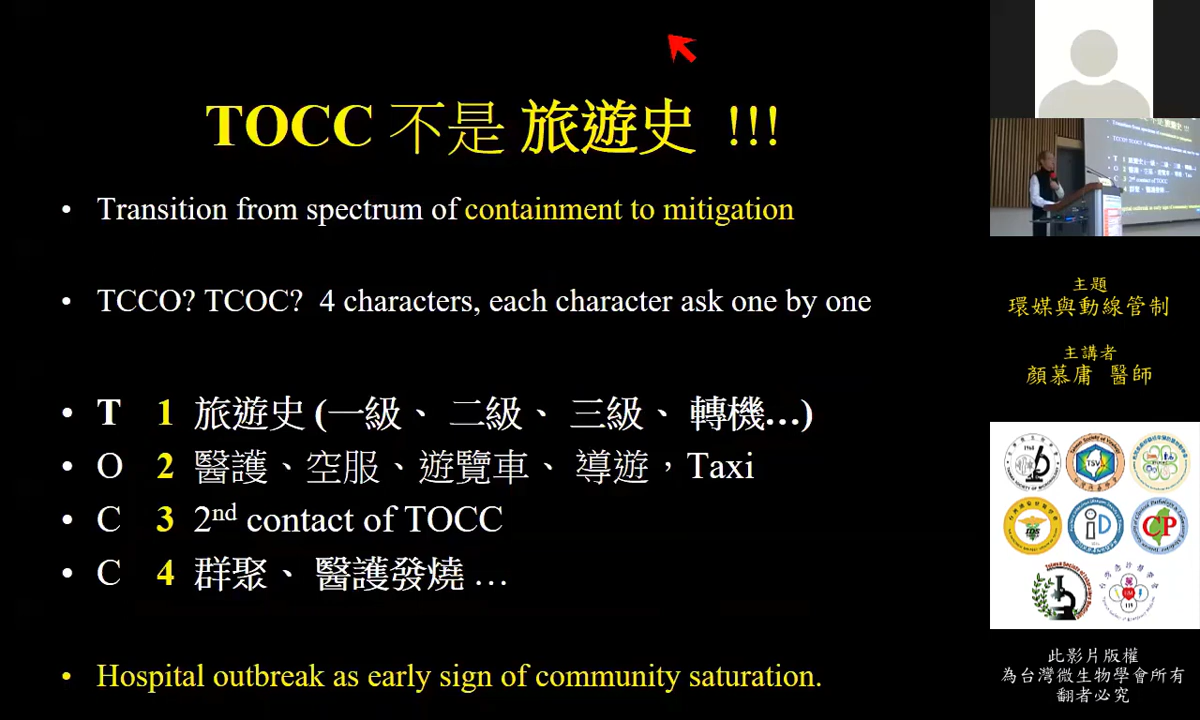 TOCC 不是 旅遊史 !!!
• Transition from spectrum of containment to mitigation
• TCCO? TCOC? 4 characters, each character ask one by one
• T 1 旅遊史 (一級、 二級、 三級、 轉機...)
• O 2 醫護、空服、遊覽車、 導遊，Taxi
• C 3 2nd contact of TOCC
• C 4 群聚、 醫護發燒 ...
• Hospital outbreak as early sign of community saturation.
主題
環媒與動線管制
主講者
顏慕庸 醫師
TSV
iD
CP
此影片版權
為台灣微生物學會所有
翻者必究